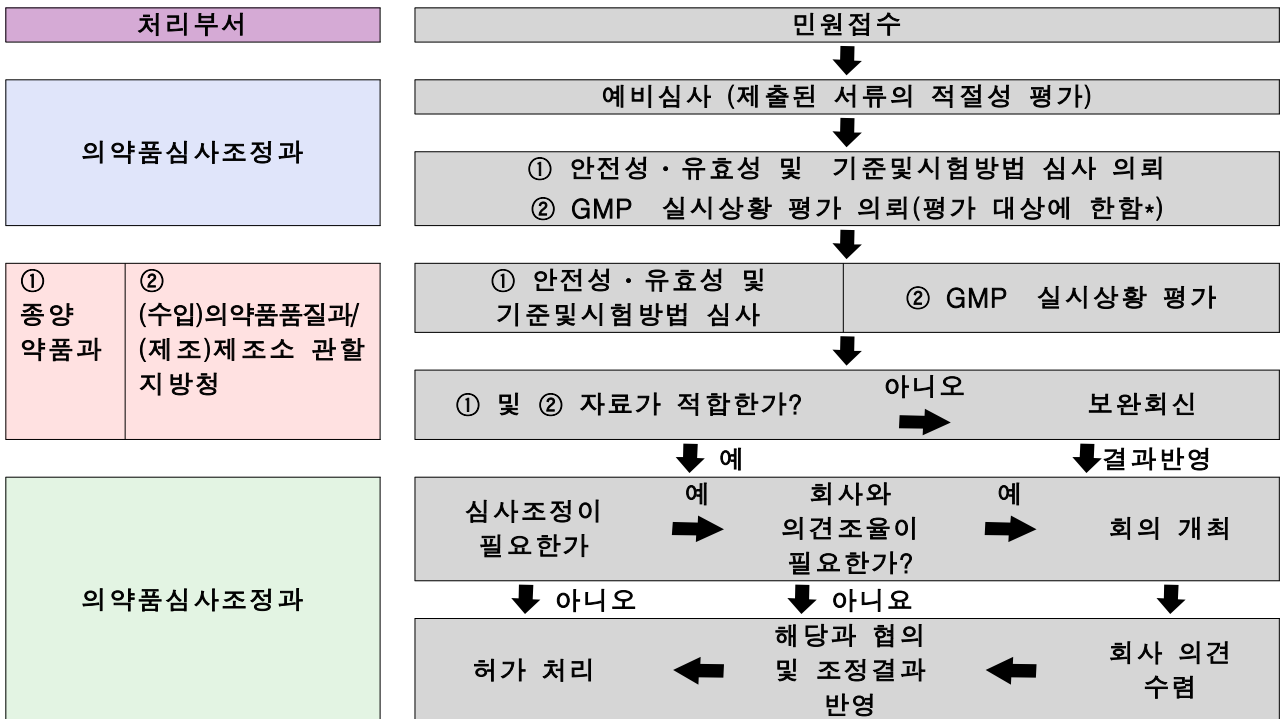 처리부서
민원접수
예비심사 (제출된 서류의 적절성 평가)
의약품심사조정과
① 안전성·유효성 및 기준및시험방법 심사 의뢰
② GMP 실시상황 평가 의뢰(평가 대상에 한함*)
①
종양
약품과
②
(수입)의약품품질과/
(제조)제조소 관할
지방청
① 안전성·유효성 및
기준및시험방법 심사
② GMP 실시상황 평가
① 및 ② 자료가 적합한가?
아니오
보완회신
예
결과반영
의약품심사조정과
심사조정이
필요한가
예
회사와
의견조율이
필요한가?
예
회의 개최
아니오
아니요
허가 처리
해당과 협의
및 조정결과
반영
회사 의견
수렴